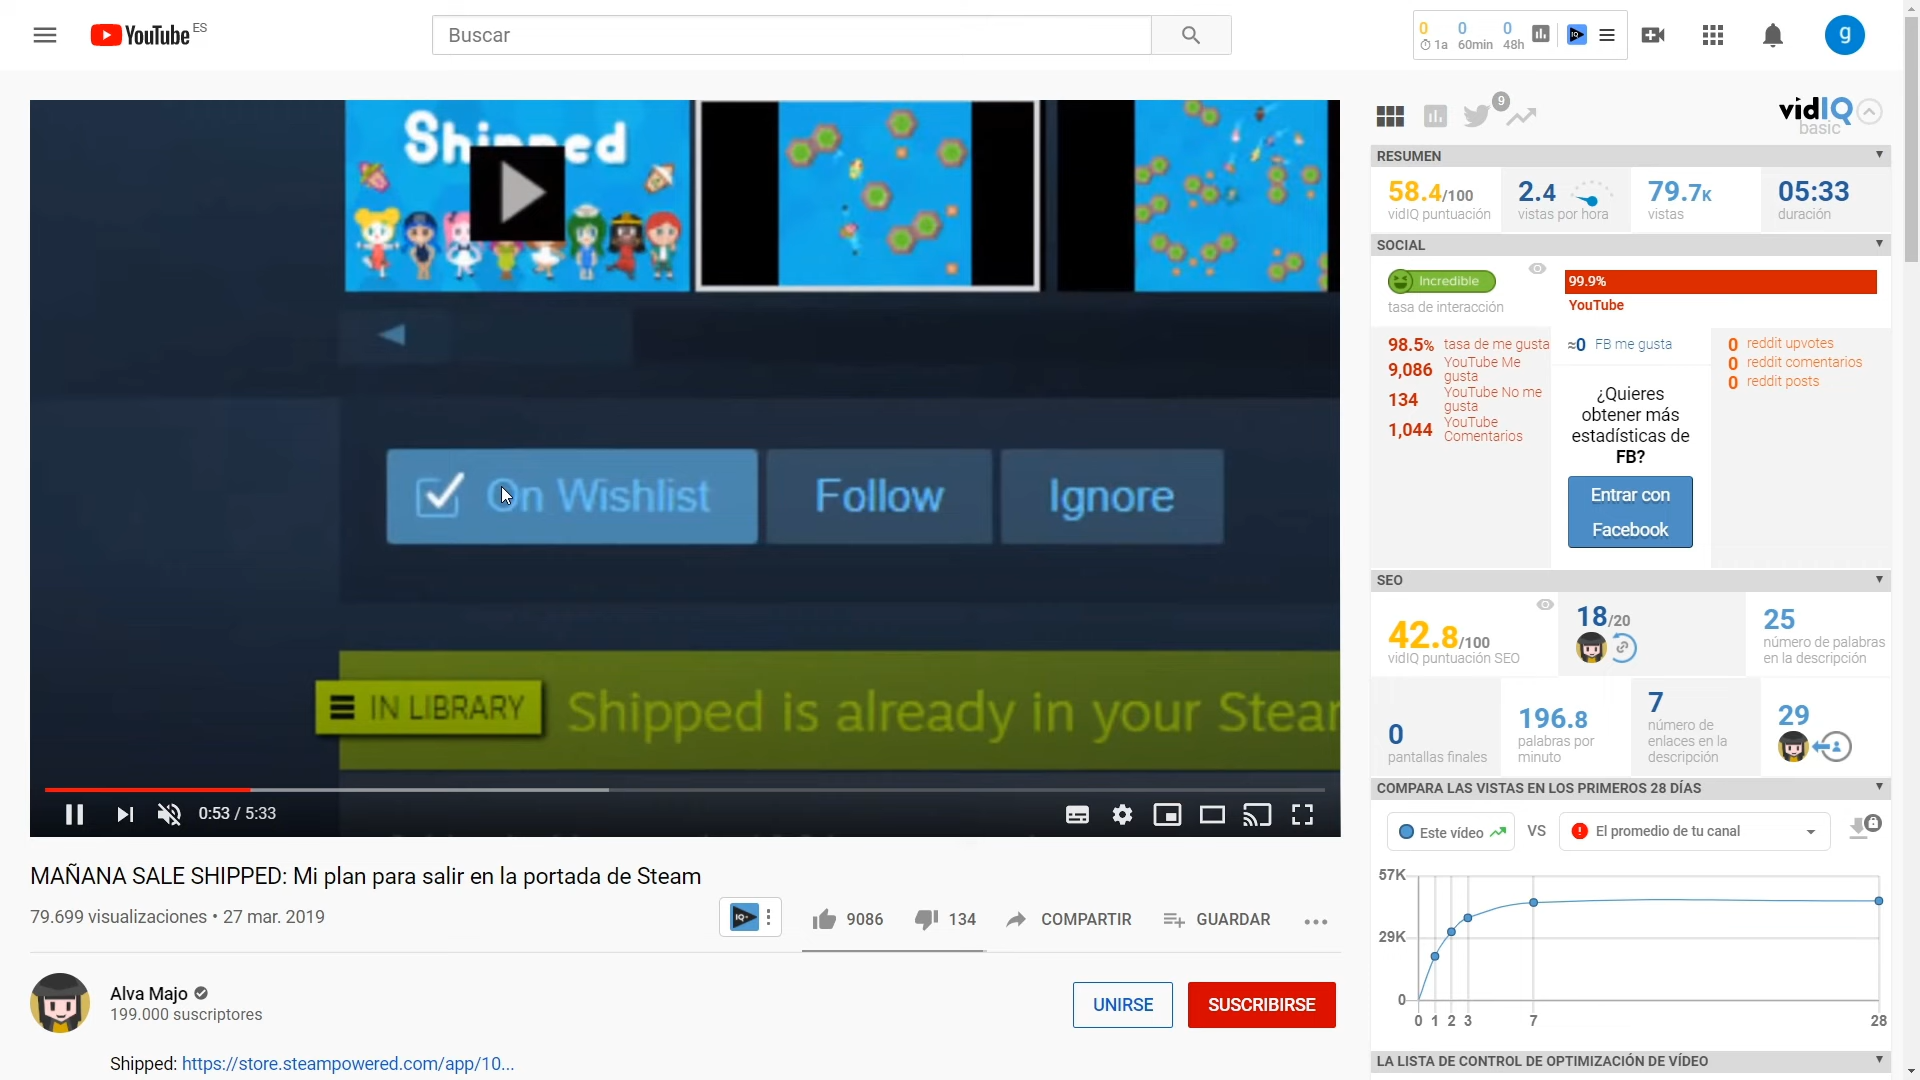 YouTube ES
Buscar
0 0 0
1a 60min 48h
g
Shipped
On Wishlist Follow Ignore
IN LIBRARY Shipped is already in your Stear
0:53 / 5:33
MAÑANA SALE SHIPPED: Mi plan para salir en la portada de Steam
79.699 visualizaciones • 27 mar. 2019
IQ+
9086 134 COMPARTIR GUARDAR
Alva Majo
199.000 suscriptores
UNIRSE SUSCRIBIRSE
Shipped: https://store.steampowered.com/app/10...
9
vidIQ
basic
RESUMEN
58.4/100 2.4 79.7K 05:33
vidIQ puntuación vistas por hora vistas duración
SOCIAL
Incredible
tasa de interacción
99.9%
YouTube
98.5% tasa de me gusta
9,086 YouTube Me
gusta
134 YouTube No me
gusta
1,044 YouTube
Comentarios
≈0 FB me gusta
¿Quieres
obtener más
estadísticas de
FB?
Entrar con
Facebook
0 reddit upvotes
0 reddit comentarios
0 reddit posts
SEO
42.8/100
vidIQ puntuación SEO
18/20
25
número de palabras
en la descripción
0
pantallas finales
196.8
palabras por
minuto
7
número de
enlaces en la
descripción
29
COMPARA LAS VISTAS EN LOS PRIMEROS 28 DÍAS
Este vídeo VS El promedio de tu canal
57K
29K
0
0 1 2 3 7 28
LA LISTA DE CONTROL DE OPTIMIZACIÓN DE VÍDEO